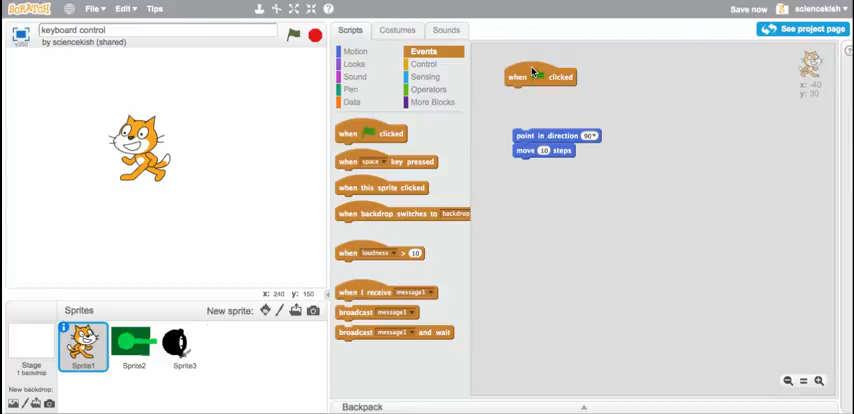 SCRATCH File Edit Tips Save now sciencekish
keyboard control
by sciencekish (shared)
v350
See project page
Scripts Costumes Sounds
Motion Events
Looks Control
Sound Sensing
Pen Operators
Data More Blocks
when clicked
when space key pressed
when this sprite clicked
when backdrop switches to backdrop
when loudness > 10
when I receive message1
broadcast message1
broadcast message1 and wait
when clicked
point in direction 90
move 10 steps
x: -40
y: 30
x: 240 y: 150
Sprites New sprite:
Stage
1 backdrop
New backdrop:
Sprite1
Sprite2
Sprite3
Backpack